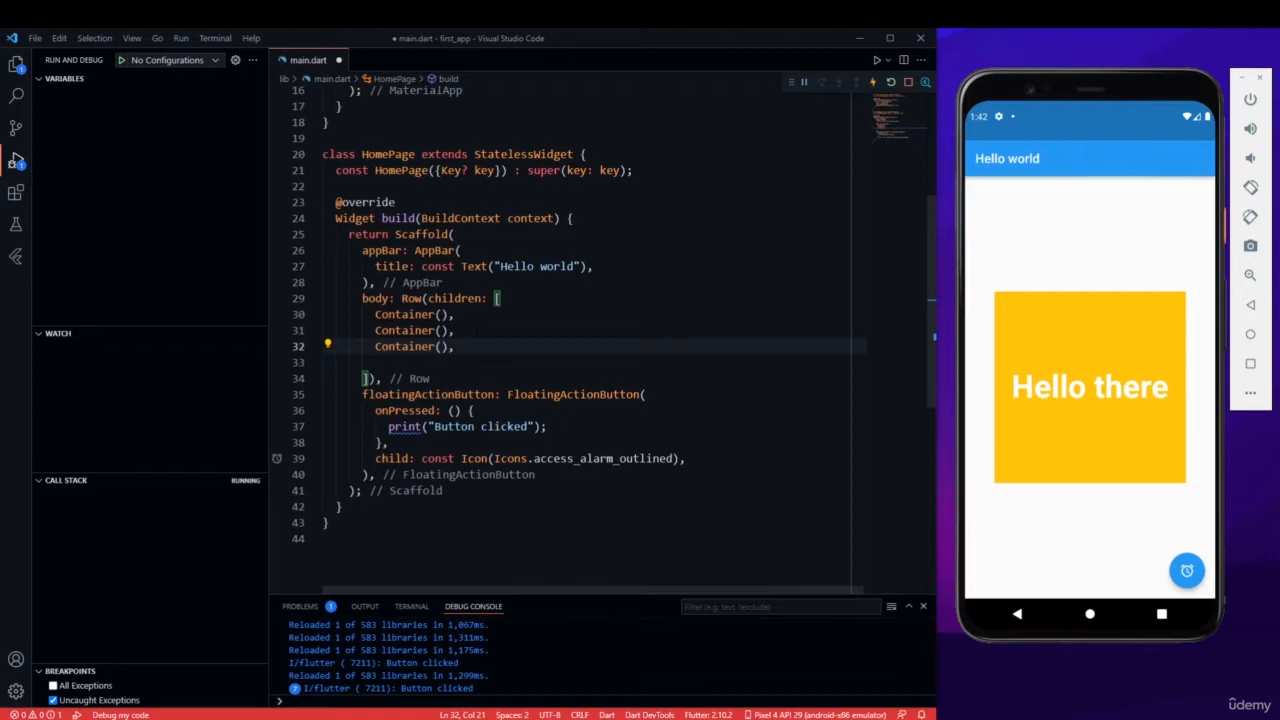 File Edit Selection View Go Run Terminal Help
● main.dart - first_app - Visual Studio Code
RUN AND DEBUG
No Configurations
VARIABLES
WATCH
CALL STACK
RUNNING
BREAKPOINTS
All Exceptions
Uncaught Exceptions
main.dart
lib > main.dart > HomePage > build
16 ); // MaterialApp
17 }
18 }
19
20 class HomePage extends StatelessWidget {
21 const HomePage({Key? key}) : super(key: key);
22
23 @override
24 Widget build(BuildContext context) {
25 return Scaffold(
26 appBar: AppBar(
27 title: const Text("Hello world"),
28 ), // AppBar
29 body: Row(children: [
30 Container(),
31 Container(),
32 Container(),
33
34 ]), // Row
35 floatingActionButton: FloatingActionButton(
36 onPressed: () {
37 print("Button clicked");
38 },
39 child: const Icon(Icons.access_alarm_outlined),
40 ), // FloatingActionButton
41 ); // Scaffold
42 }
43 }
44
PROBLEMS 1 OUTPUT TERMINAL DEBUG CONSOLE
Filter (e.g. text, !exclude)
Reloaded 1 of 583 libraries in 1,067ms.
Reloaded 1 of 583 libraries in 1,311ms.
Reloaded 1 of 583 libraries in 1,175ms.
I/flutter ( 7211): Button clicked
Reloaded 1 of 583 libraries in 1,299ms.
7 I/flutter ( 7211): Button clicked
0 0 1 Debug my code
Ln 32, Col 21 Spaces: 2 UTF-8 CRLF Dart Dart DevTools Flutter: 2.10.2 Pixel 4 API 29 (android-x86 emulator)
1:42
Hello world
Hello there
ûdemy